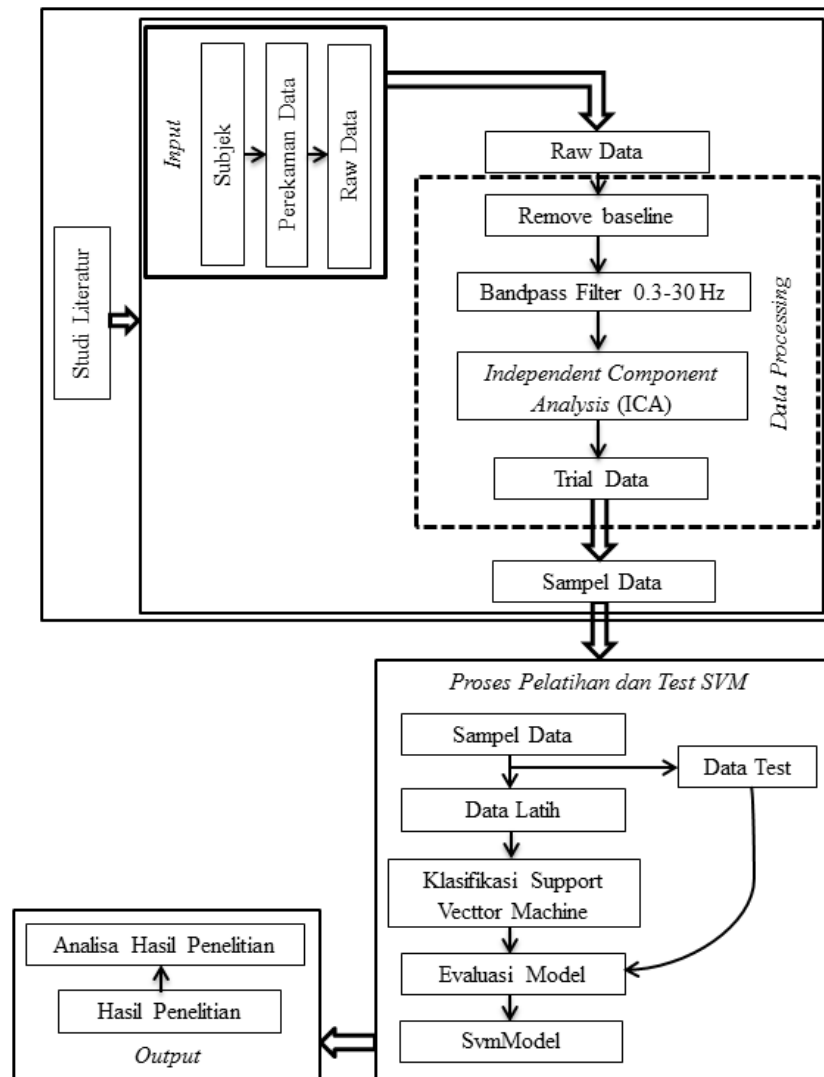 Studi Literatur
Input
Subjek
Perekaman Data
Raw Data
Raw Data
Remove baseline
Bandpass Filter 0.3-30 Hz
Independent Component
Analysis (ICA)
Trial Data
Data Processing
Sampel Data
Proses Pelatihan dan Test SVM
Sampel Data
Data Test
Data Latih
Klasifikasi Support
Vecttor Machine
Evaluasi Model
SvmModel
Analisa Hasil Penelitian
Hasil Penelitian
Output